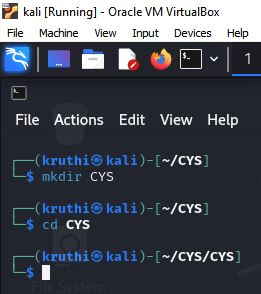 kali [Running] - Oracle VM VirtualBox
File Machine View Input Devices Help
1
File Actions Edit View Help
┌──(kruthi㉿kali)-[~/CYS]
└─$ mkdir CYS
┌──(kruthi㉿kali)-[~/CYS]
└─$ cd CYS
┌──(kruthi㉿kali)-[~/CYS/CYS]
└─$
File System